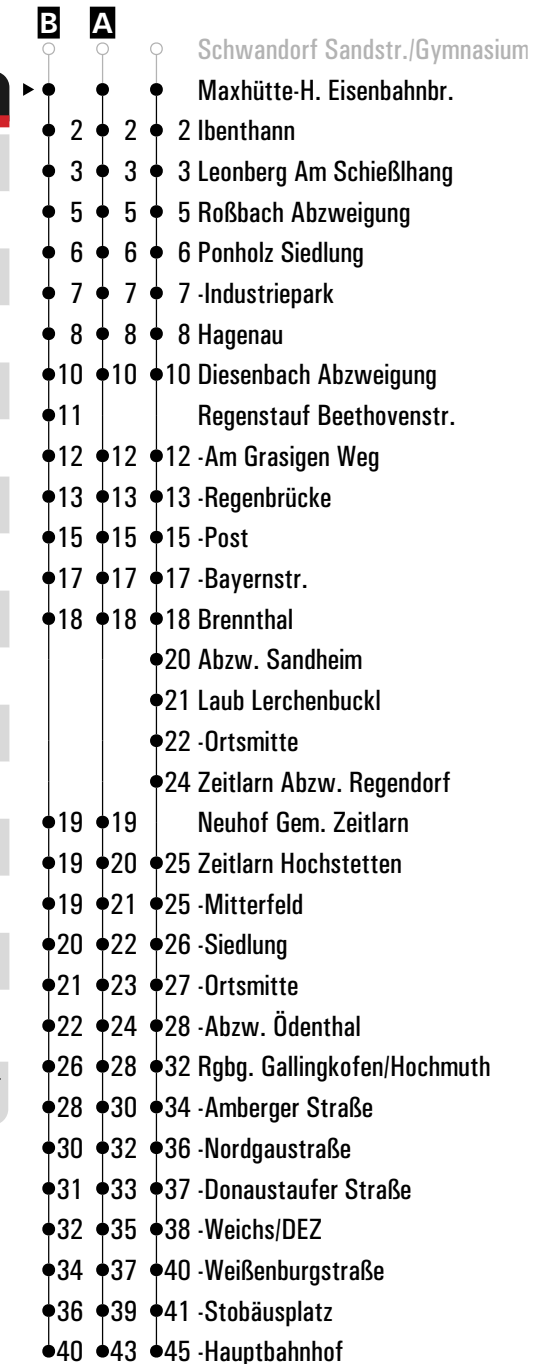 B A
Schwandorf Sandstr./Gymnasium
Maxhütte-H. Eisenbahnbr.
2 2 2 Ibenthann
3 3 3 Leonberg Am Schießlhang
5 5 5 Roßbach Abzweigung
6 6 6 Ponholz Siedlung
7 7 7 -Industriepark
8 8 8 Hagenau
10 10 10 Diesenbach Abzweigung
11 Regenstauf Beethovenstr.
12 12 12 -Am Grasigen Weg
13 13 13 -Regenbrücke
15 15 15 -Post
17 17 17 -Bayernstr.
18 18 18 Brennthal
20 Abzw. Sandheim
21 Laub Lerchenbuckl
22 -Ortsmitte
24 Zeitlarn Abzw. Regendorf
19 19 Neuhof Gem. Zeitlarn
19 20 25 Zeitlarn Hochstetten
19 21 25 -Mitterfeld
20 22 26 -Siedlung
21 23 27 -Ortsmitte
22 24 28 -Abzw. Ödenthal
26 28 32 Rgbg. Gallingkofen/Hochmuth
28 30 34 -Amberger Straße
30 32 36 -Nordgaustraße
31 33 37 -Donaustaufer Straße
32 35 38 -Weichs/DEZ
34 37 40 -Weißenburgstraße
36 39 41 -Stobäusplatz
40 43 45 -Hauptbahnhof